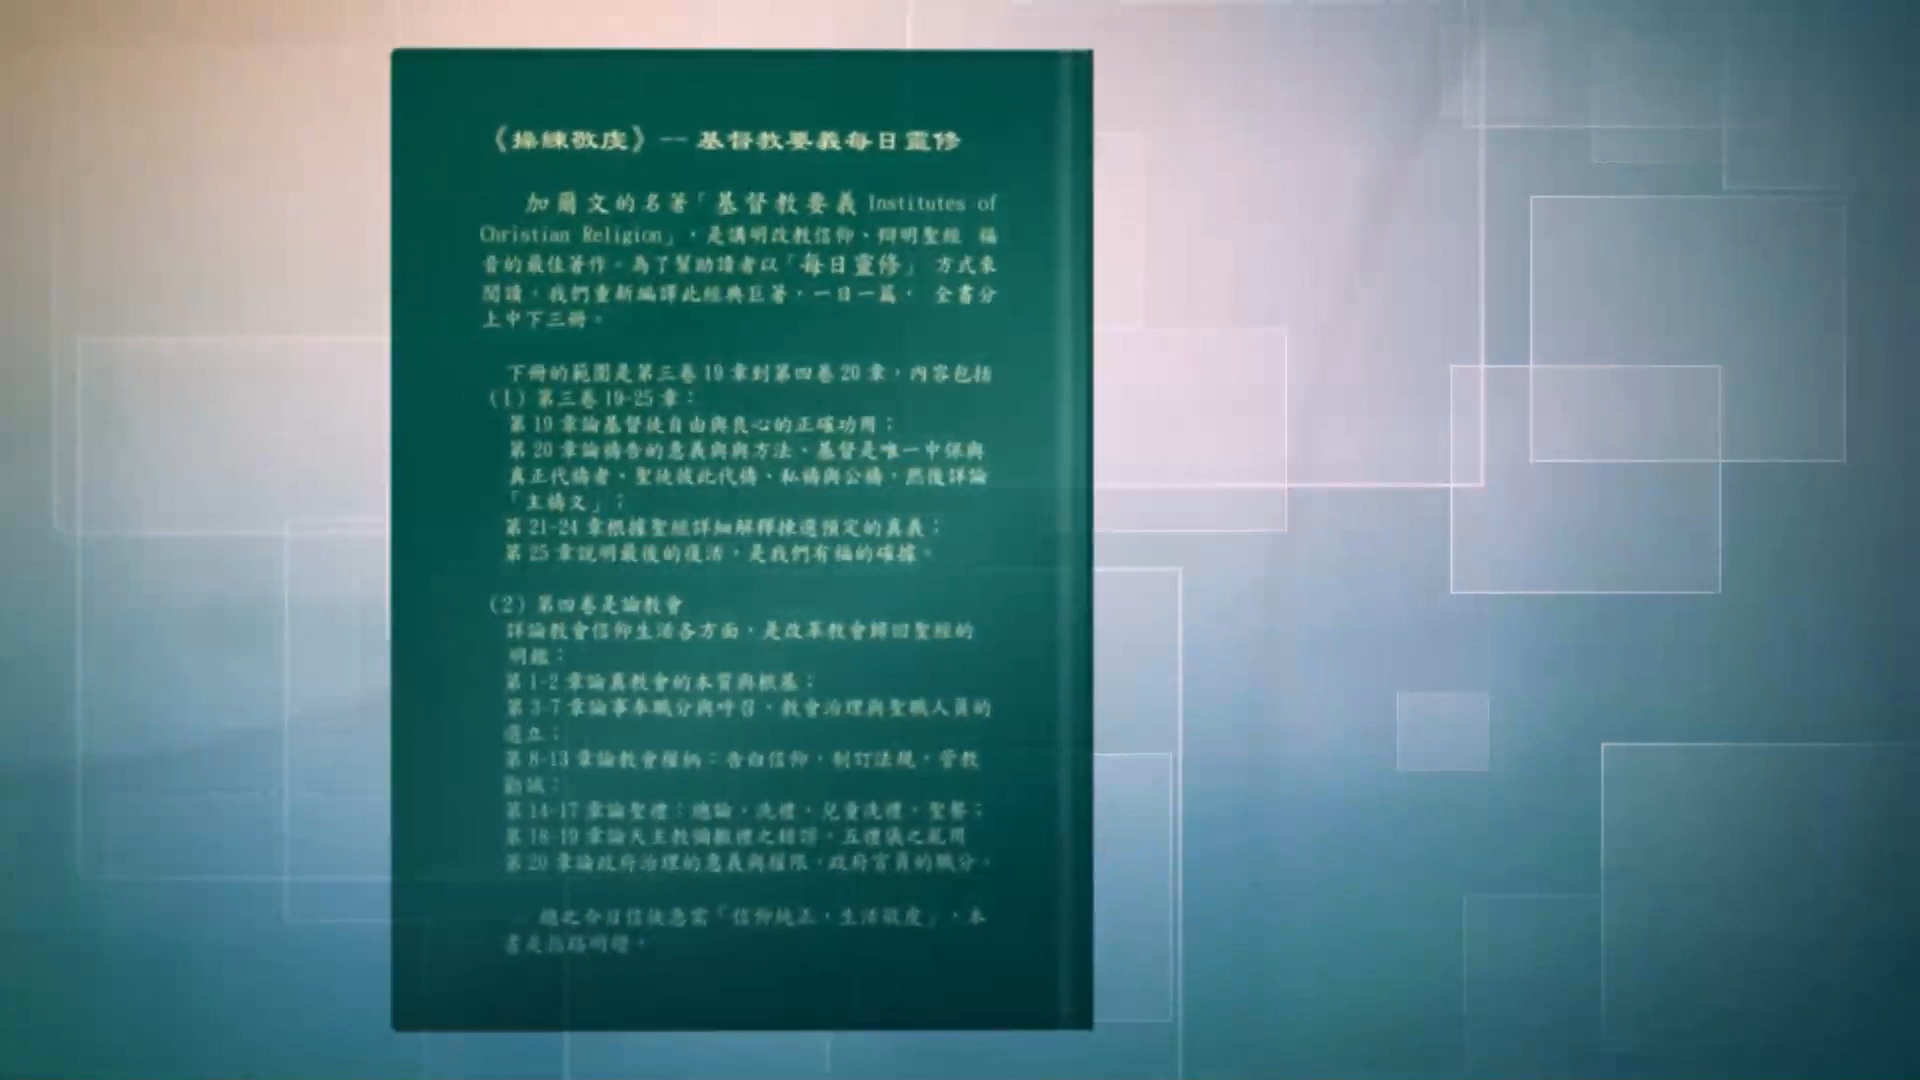 《操練敬虔》— 基督教要義每日靈修
加爾文的名著「基督教要義 Institutes of
Christian Religion」，是講明改教信仰、辯明聖經 福
音的最佳著作。為了幫助讀者以「每日靈修」 方式來
閱讀，我們重新編譯此經典巨著，一日一篇， 全書分
上中下三冊。
下冊的範圍是第三卷 19 章到第四卷 20 章，內容包括
(1) 第三卷 19-25 章：
第 19 章論基督徒自由與良心的正確功用；
第 20 章論禱告的意義與與方法、基督是唯一中保與
真正代禱者，聖徒彼此代禱、私禱與公禱，然後詳論
「主禱文」；
第 21-24 章根據聖經詳細解釋揀選預定的真義；
第 25 章說明最後的復活，是我們有福的確據。
(2) 第四卷是論教會
詳論教會信仰生活各方面，是改革教會歸回聖經的
明鑑：
第 1-2 章論真教會的本質與根基；
第 3-7 章論事奉職分與呼召、教會治理與聖職人員的
選立；
第 8-13 章論教會權柄：告白信仰，制訂法規，管教
勸誡；
第 14-17 章論聖禮：總論，洗禮，兒童洗禮，聖餐；
第 18-19 章論天主教彌撒禮之錯謬，五禮儀之亂用
第 20 章論政府治理的意義與權限，政府官員的職分。
總之今日信徒急需「信仰純正，生活敬虔」，本
書是指路明燈。